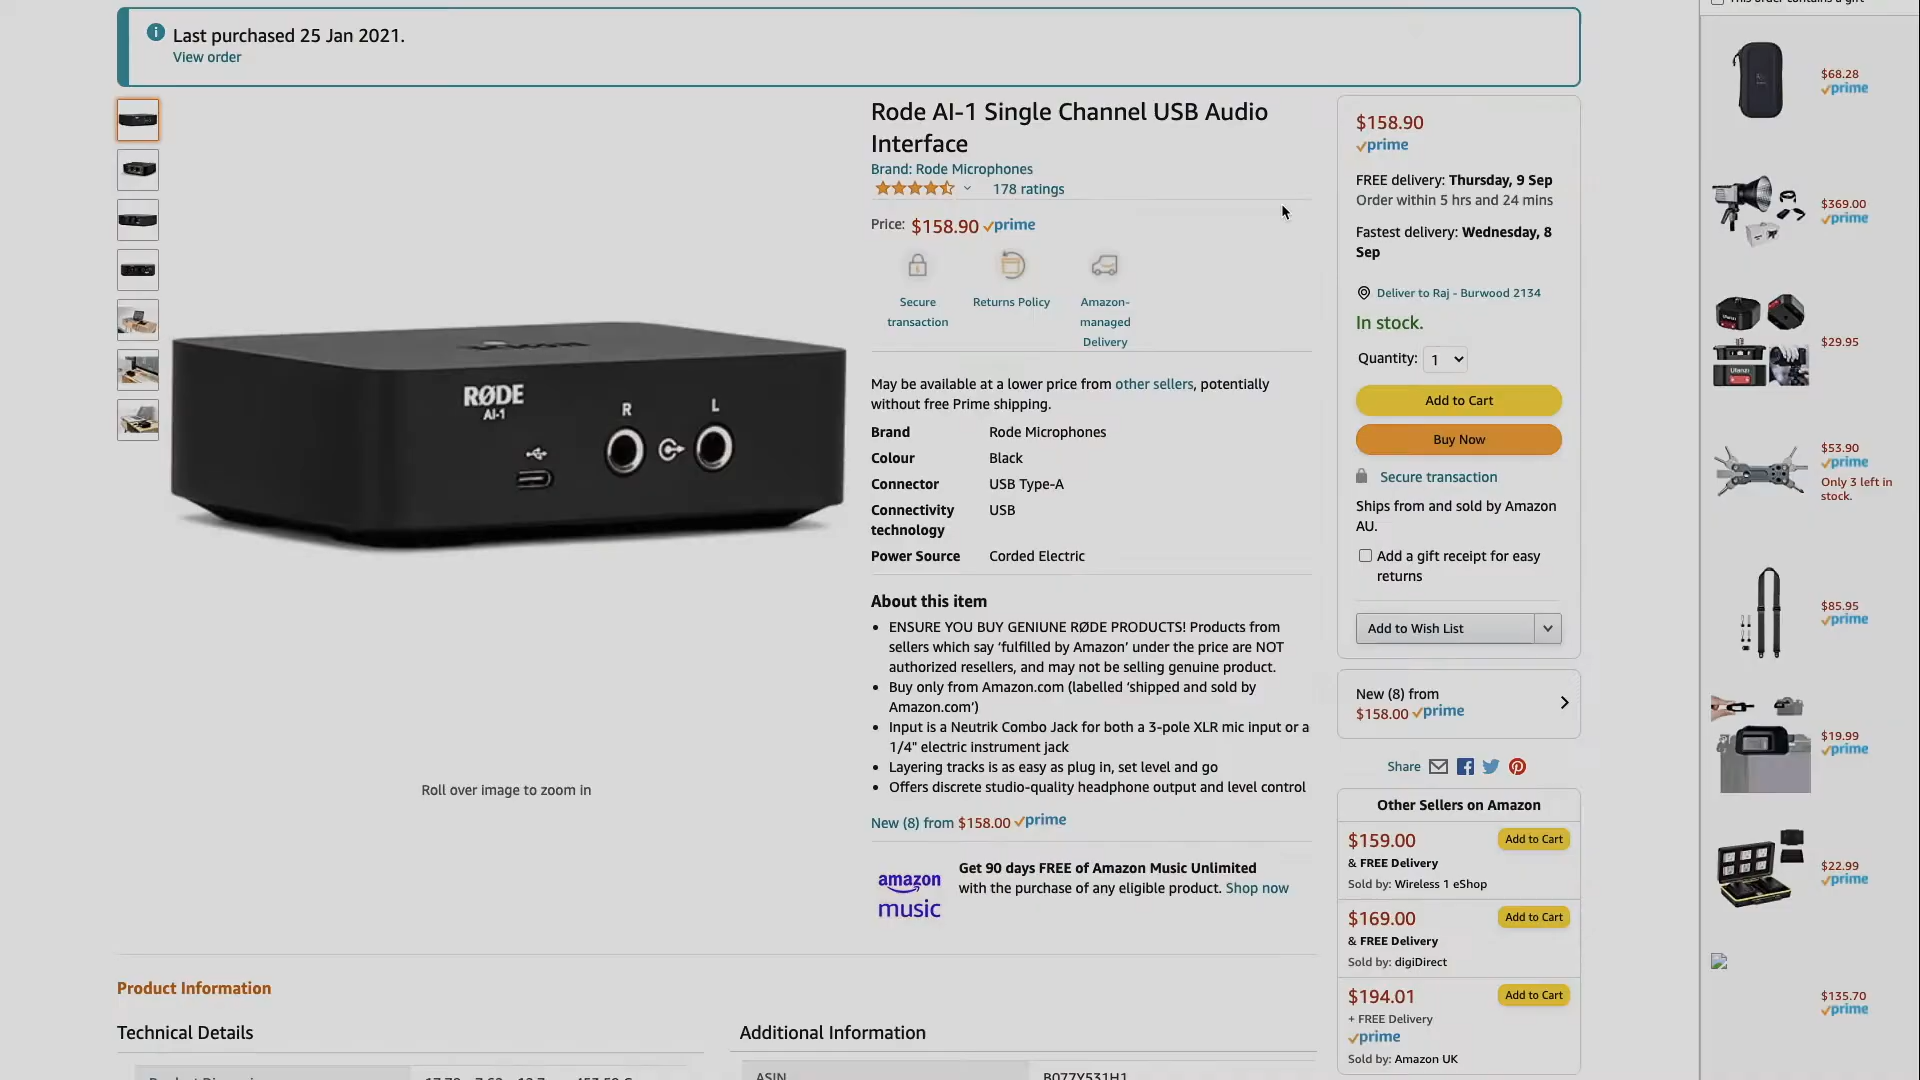 Last purchased 25 Jan 2021.
View order
Rode AI-1 Single Channel USB Audio
Interface
Brand: Rode Microphones
178 ratings
Price: $158.90 prime
Secure
transaction
Returns Policy
Amazon-
managed
Delivery
May be available at a lower price from other sellers, potentially
without free Prime shipping.
Brand Rode Microphones
Colour Black
Connector USB Type-A
Connectivity USB
technology
Power Source Corded Electric
About this item
• ENSURE YOU BUY GENIUNE RØDE PRODUCTS! Products from
sellers which say ‘fulfilled by Amazon’ under the price are NOT
authorized resellers, and may not be selling genuine product.
• Buy only from Amazon.com (labelled ‘shipped and sold by
Amazon.com’)
• Input is a Neutrik Combo Jack for both a 3-pole XLR mic input or a
1/4" electric instrument jack
• Layering tracks is as easy as plug in, set level and go
• Offers discrete studio-quality headphone output and level control
New (8) from $158.00 prime
amazon
music
Get 90 days FREE of Amazon Music Unlimited
with the purchase of any eligible product. Shop now
RØDE
AI-1
R
L
Roll over image to zoom in
$158.90
prime
FREE delivery: Thursday, 9 Sep
Order within 5 hrs and 24 mins
Fastest delivery: Wednesday, 8
Sep
Deliver to Raj - Burwood 2134
In stock.
Quantity: 1
Add to Cart
Buy Now
Secure transaction
Ships from and sold by Amazon
AU.
Add a gift receipt for easy
returns
Add to Wish List
New (8) from
$158.00 prime
Share
Other Sellers on Amazon
$159.00 Add to Cart
& FREE Delivery
Sold by: Wireless 1 eShop
$169.00 Add to Cart
& FREE Delivery
Sold by: digiDirect
$194.01 Add to Cart
+ FREE Delivery
prime
Sold by: Amazon UK
$68.28
prime
$369.00
prime
Ulanzi
$29.95
$53.90
prime
Only 3 left in
stock.
$85.95
prime
$19.99
prime
$22.99
prime
$135.70
prime
Product Information
Technical Details
Additional Information
ASIN B077Y531H1